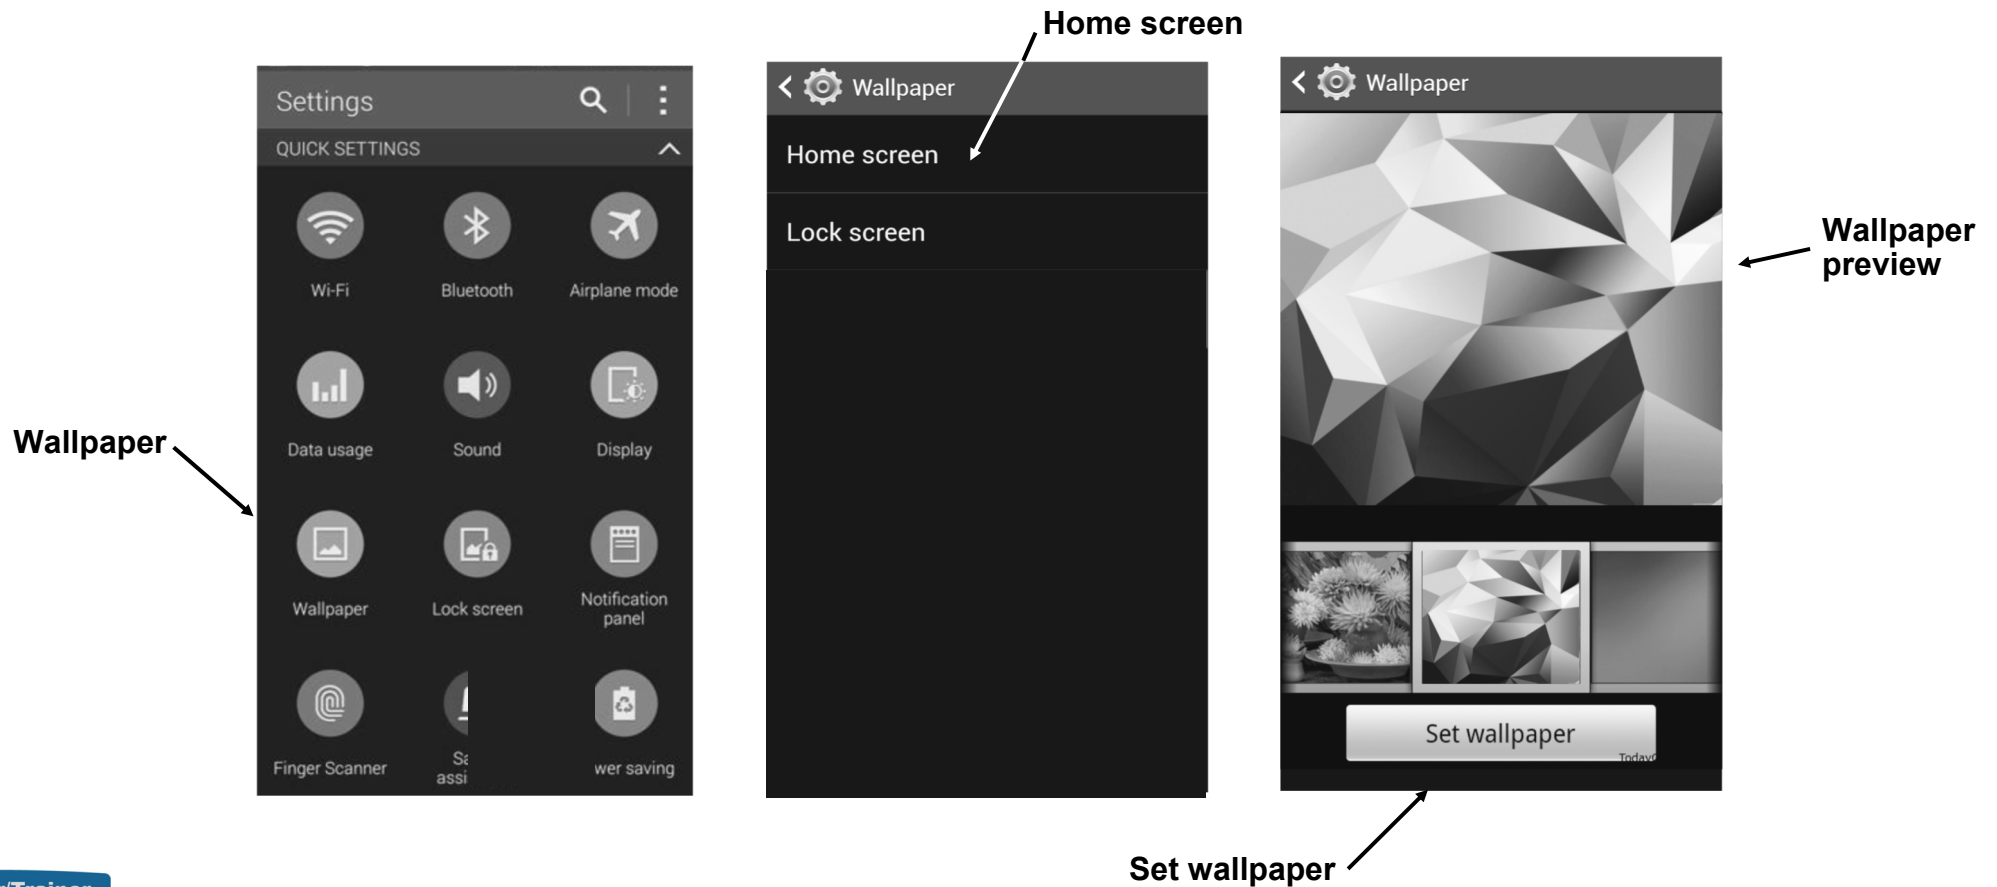 Home screen
Settings
QUICK SETTINGS
Wi-Fi
Bluetooth
Airplane mode
Data usage
Sound
Display
Wallpaper
Wallpaper
Lock screen
Notification
panel
Finger Scanner
wer saving
Wallpaper
Home screen
Lock screen
Wallpaper
Wallpaper
preview
Set wallpaper
Set wallpaper